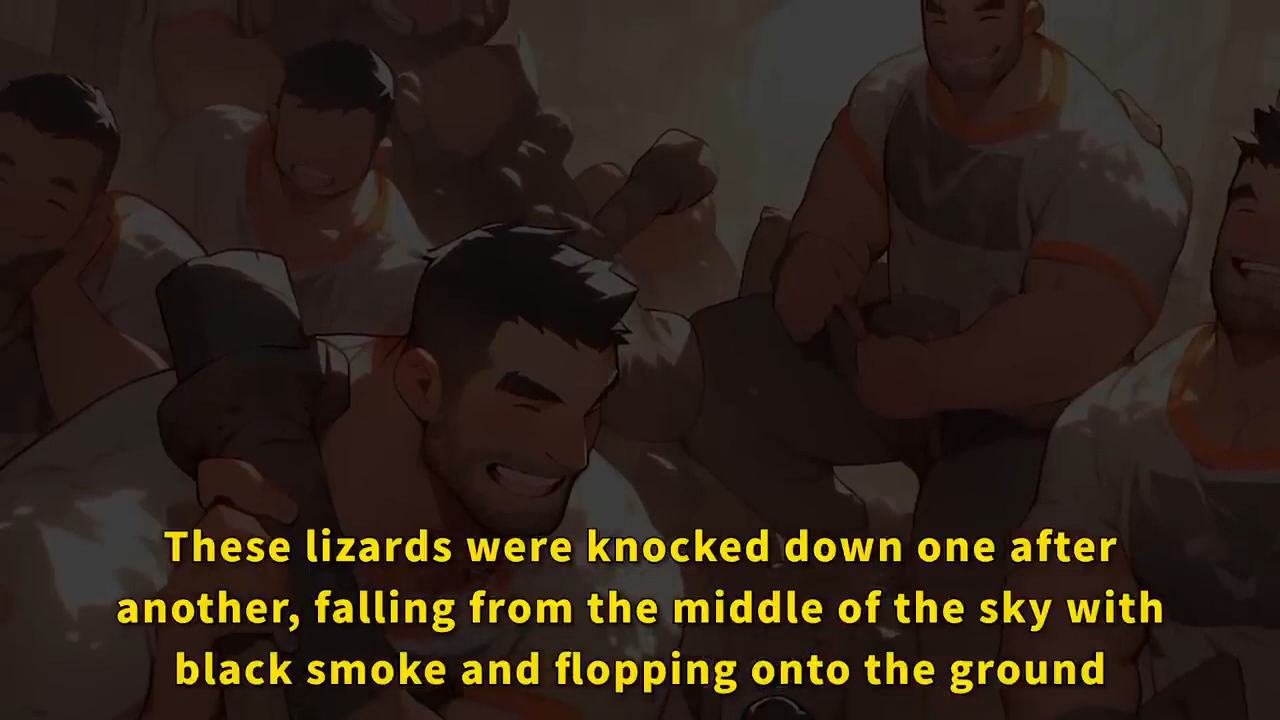 These lizards were knocked down one after
another, falling from the middle of the sky with
black smoke and flopping onto the ground